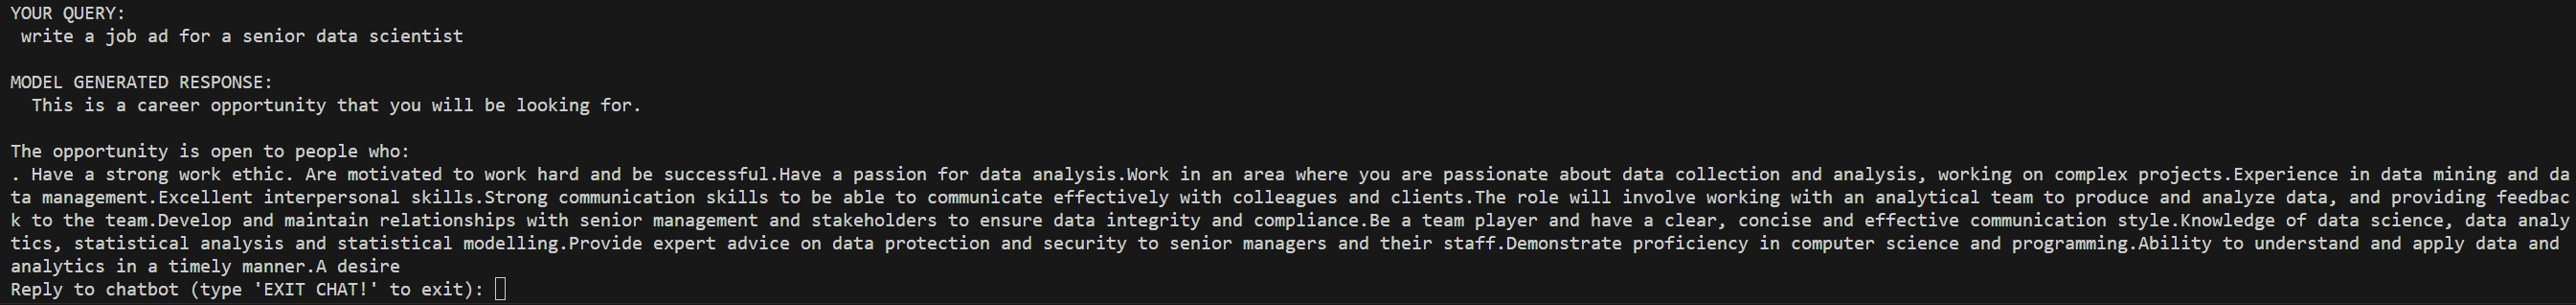 YOUR QUERY:
write a job ad for a senior data scientist
MODEL GENERATED RESPONSE:
This is a career opportunity that you will be looking for.
The opportunity is open to people who:
. Have a strong work ethic. Are motivated to work hard and be successful.Have a passion for data analysis.Work in an area where you are passionate about data collection and analysis, working on complex projects.Experience in data mining and da
ta management.Excellent interpersonal skills.Strong communication skills to be able to communicate effectively with colleagues and clients.The role will involve working with an analytical team to produce and analyze data, and providing feedbac
k to the team.Develop and maintain relationships with senior management and stakeholders to ensure data integrity and compliance.Be a team player and have a clear, concise and effective communication style.Knowledge of data science, data analy
tics, statistical analysis and statistical modelling.Provide expert advice on data protection and security to senior managers and their staff.Demonstrate proficiency in computer science and programming.Ability to understand and apply data and
analytics in a timely manner.A desire
Reply to chatbot (type 'EXIT CHAT!' to exit):